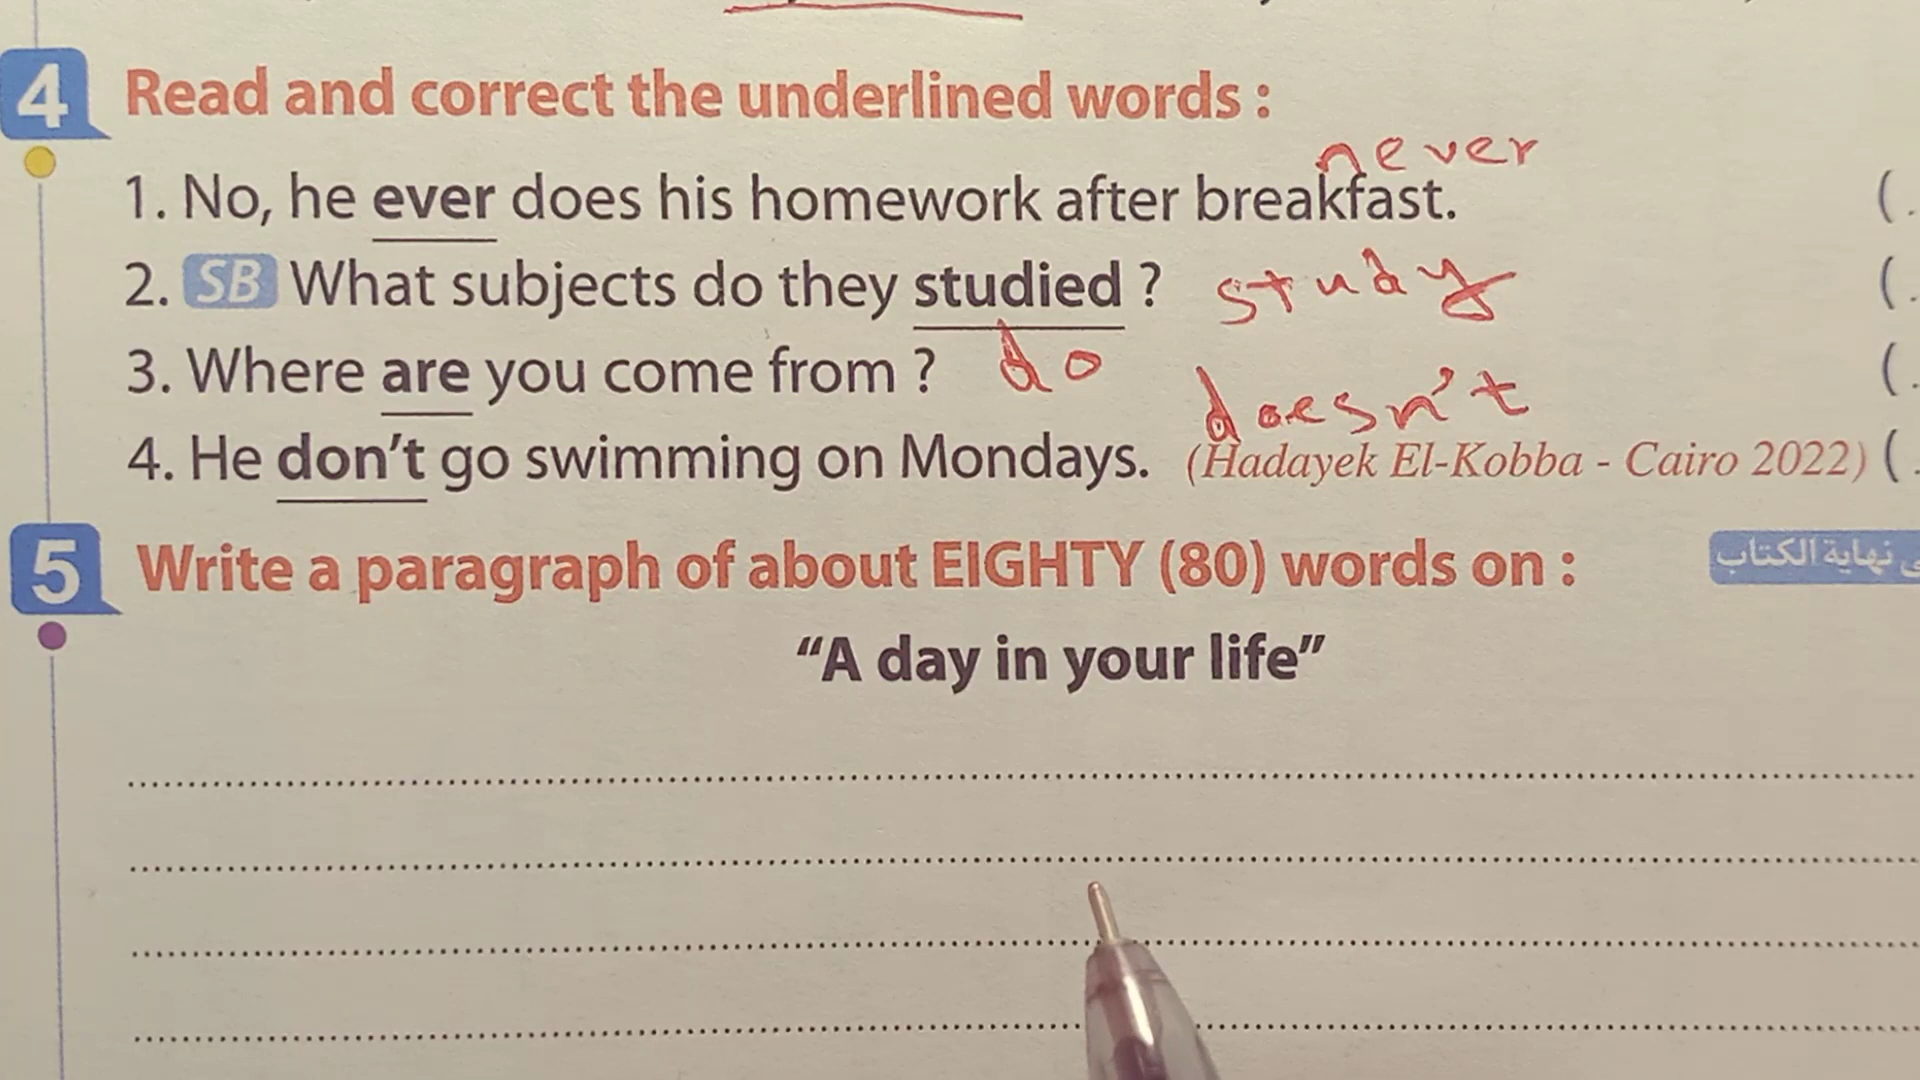 4 Read and correct the underlined words :
never
1. No, he ever does his homework after breakfast. (.
2. SB What subjects do they studied ? study (.
3. Where are you come from ? do (.
doesn't
4. He don't go swimming on Mondays. (Hadayek El-Kobba - Cairo 2022) (.
5 Write a paragraph of about EIGHTY (80) words on : نهاية الكتاب
“A day in your life”